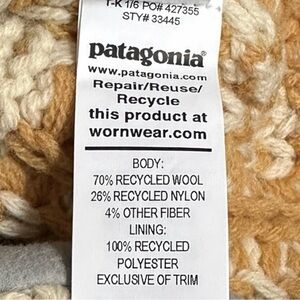 T-K 1/6 PO# 427355
STY# 33445
patagonia®
www.patagonia.com
Repair/Reuse/
Recycle
this product at
wornwear.com
BODY:
70% RECYCLED WOOL
26% RECYCLED NYLON
4% OTHER FIBER
LINING:
100% RECYCLED
POLYESTER
EXCLUSIVE OF TRIM